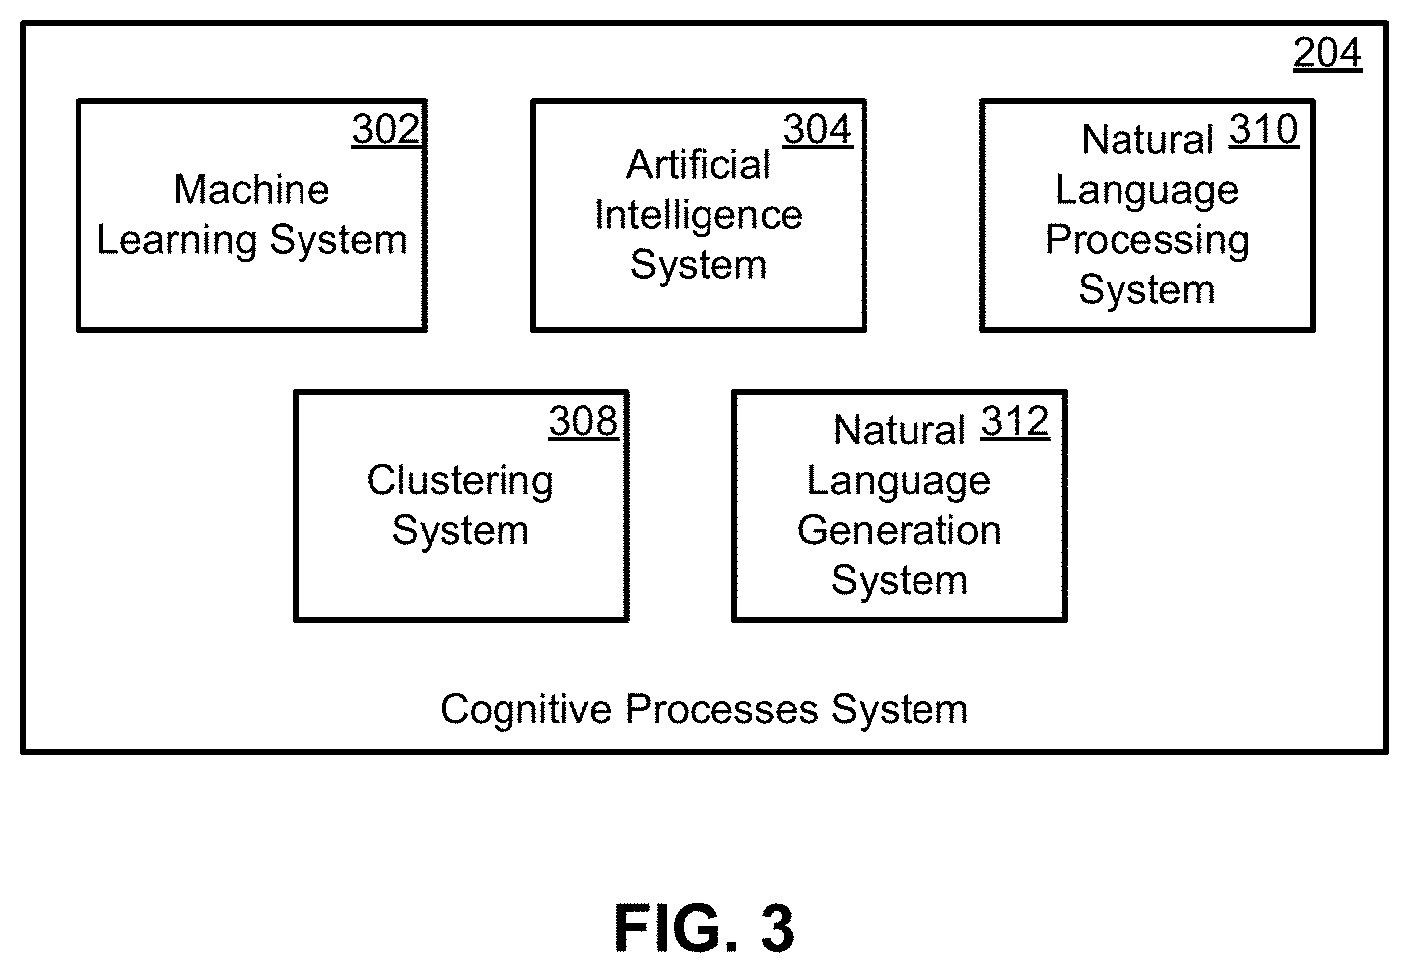 204
302
Machine
Learning System
304
Artificial
Intelligence
System
Natural 310
Language
Processing
System
308
Clustering
System
Natural 312
Language
Generation
System
Cognitive Processes System
FIG. 3